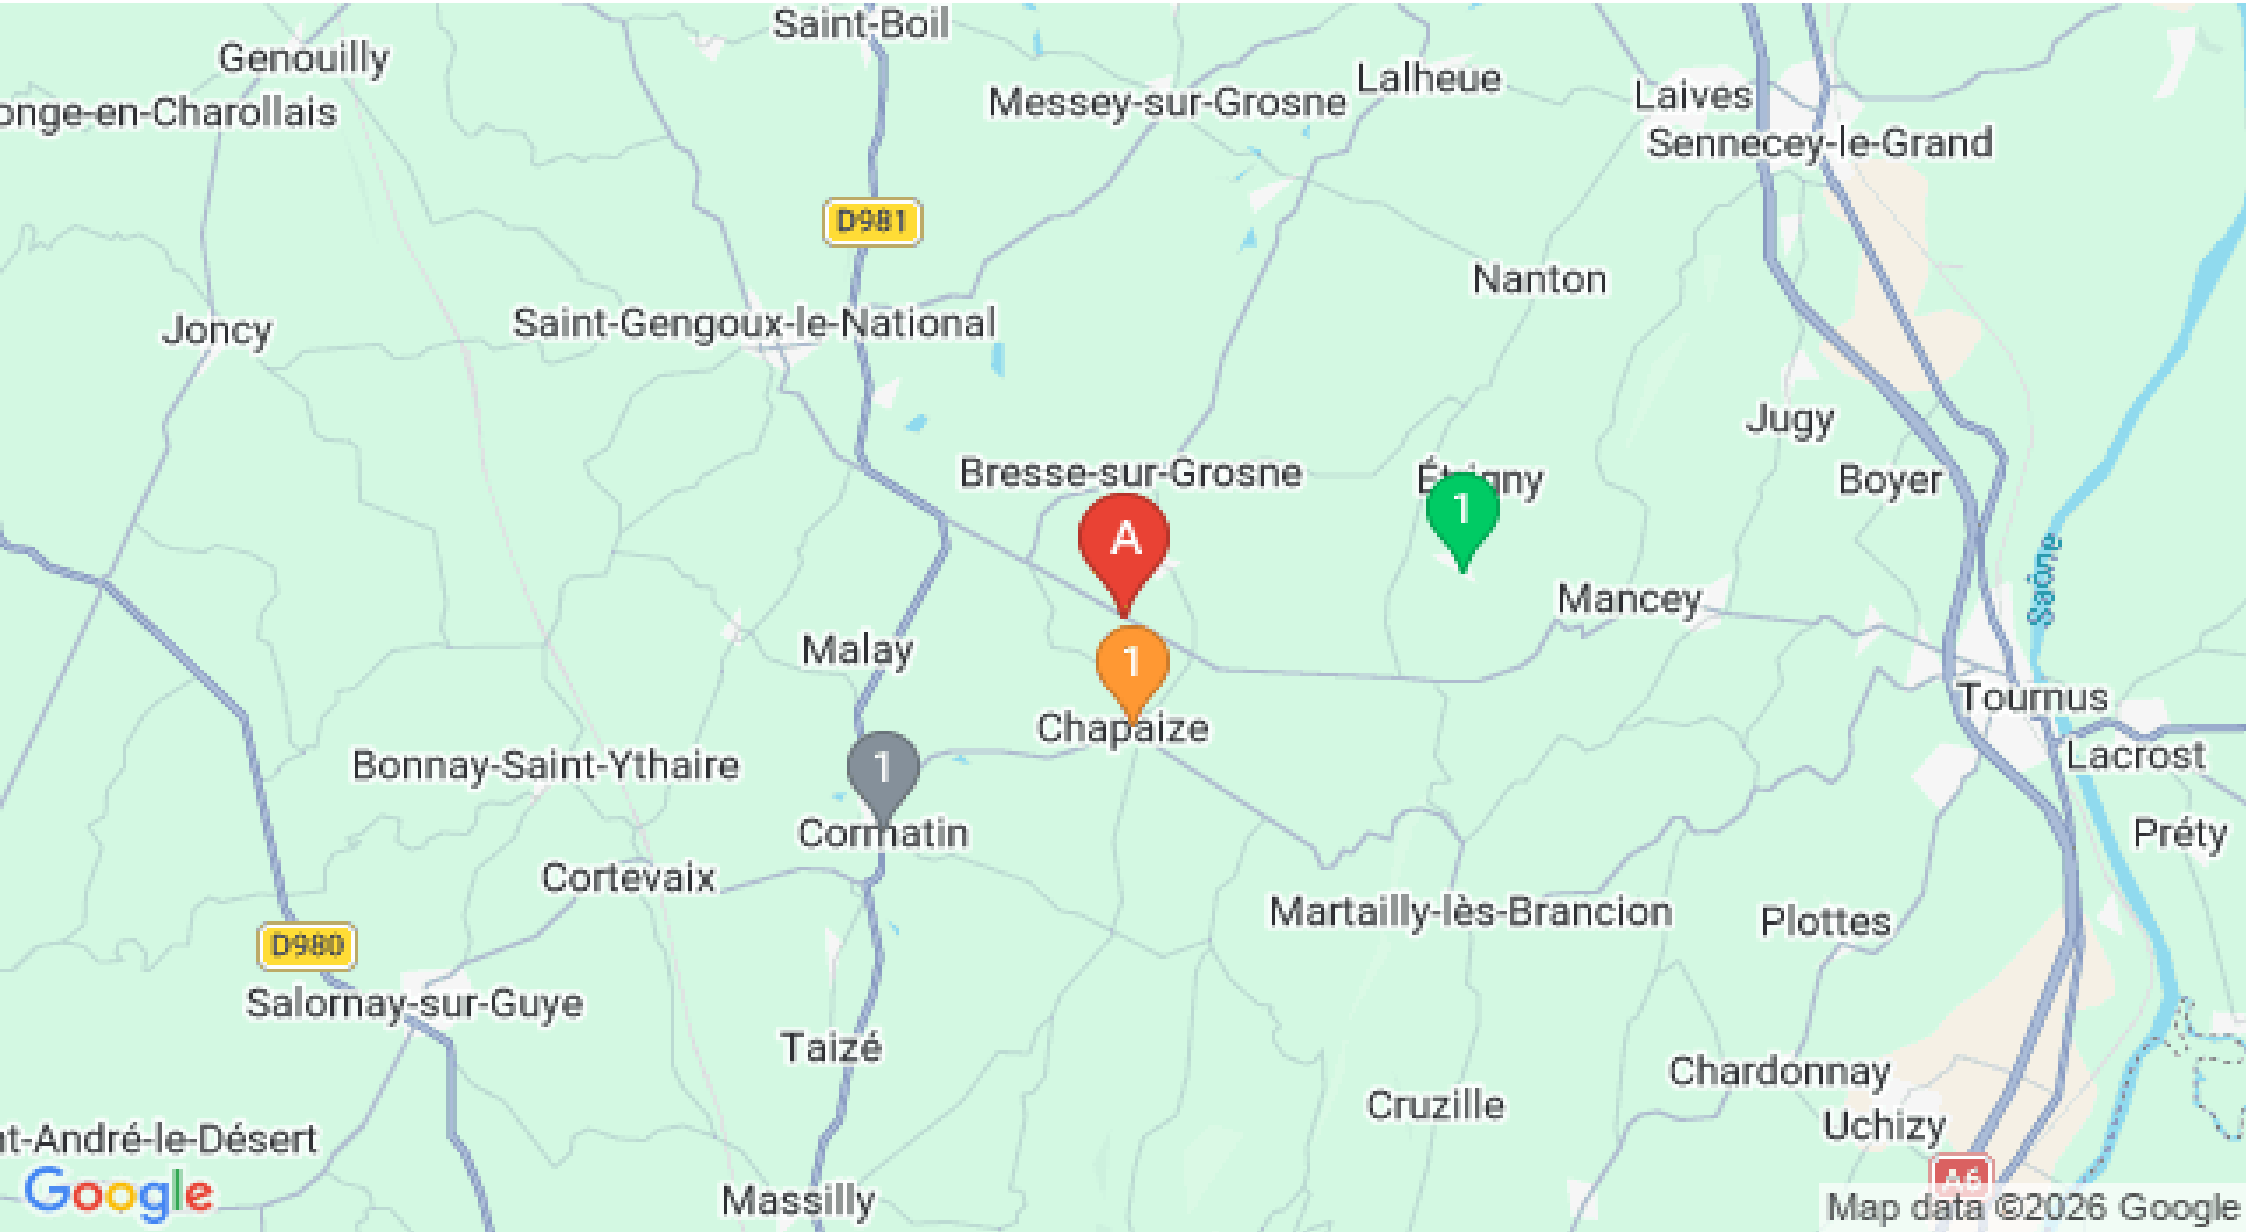 Saint-Boil
Genouilly
Lalheue
Laives
Messey-sur-Grosne
onge-en-Charollais
Sennecey-le-Grand
D981
Nanton
Saint-Gengoux-le-National
Joncy
Jugy
Bresse-sur-Grosne
Boyer
1
A
Saône
Mancey
Malay
1
Tournus
Chapaize
Lacrost
Bonnay-Saint-Ythaire
1
Cormatin
Préty
Cortevaix
Martailly-lès-Brancion
Plottes
D980
Salornay-sur-Guye
Taizé
Chardonnay
Cruzille
Uchizy
nt-André-le-Désert
A6
Google
Massilly
Map data ©2026 Google